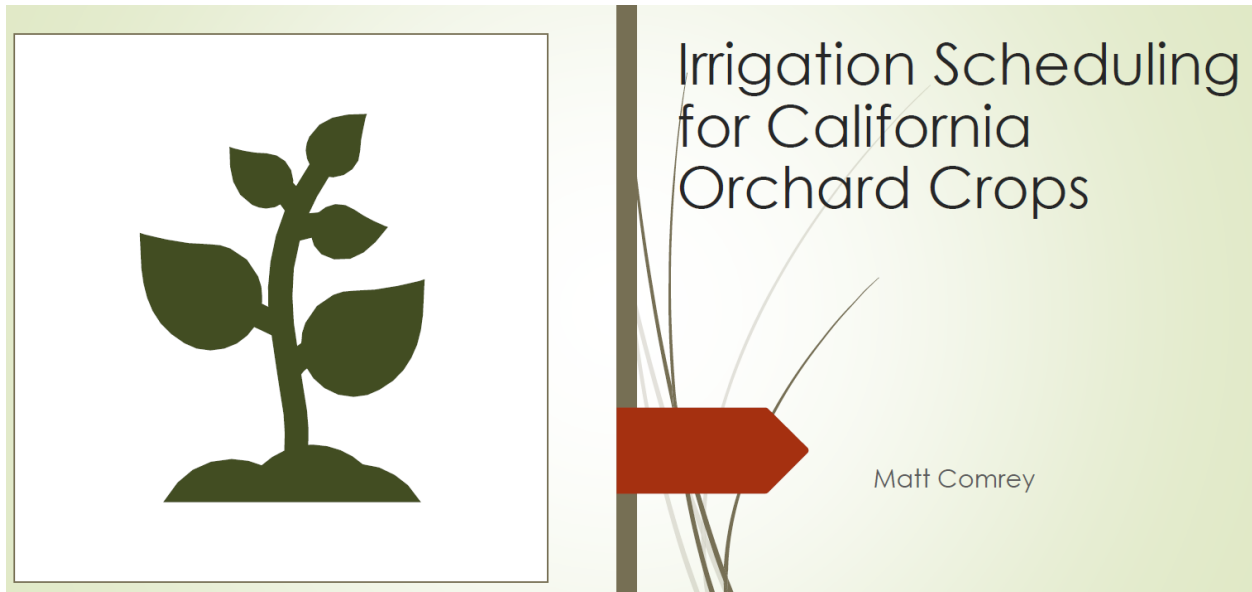 Irrigation Scheduling
for California
Orchard Crops
Matt Comrey